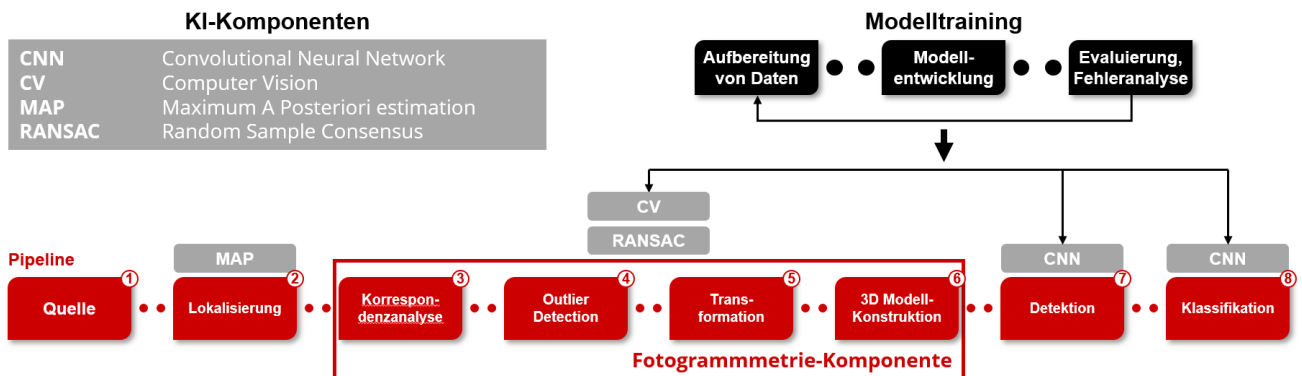 KI-Komponenten
CNN Convolutional Neural Network
CV Computer Vision
MAP Maximum A Posteriori estimation
RANSAC Random Sample Consensus
Modelltraining
Aufbereitung
von Daten
Modell-
entwicklung
Evaluierung,
Fehleranalyse
CV
RANSAC
Pipeline
MAP
CNN
CNN
1
Quelle
2
Lokalisierung
3
Korrespon-
denzanalyse
4
Outlier
Detection
5
Trans-
formation
6
3D Modell-
Konstruktion
7
Detektion
8
Klassifikation
Fotogrammmetrie-Komponente